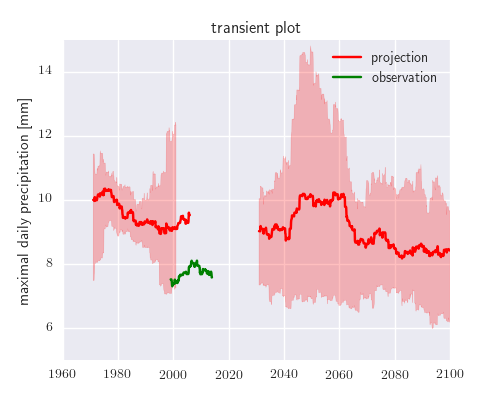 transient plot
projection
observation
maximal daily precipitation [mm]
14
12
10
8
6
1960 1980 2000 2020 2040 2060 2080 2100